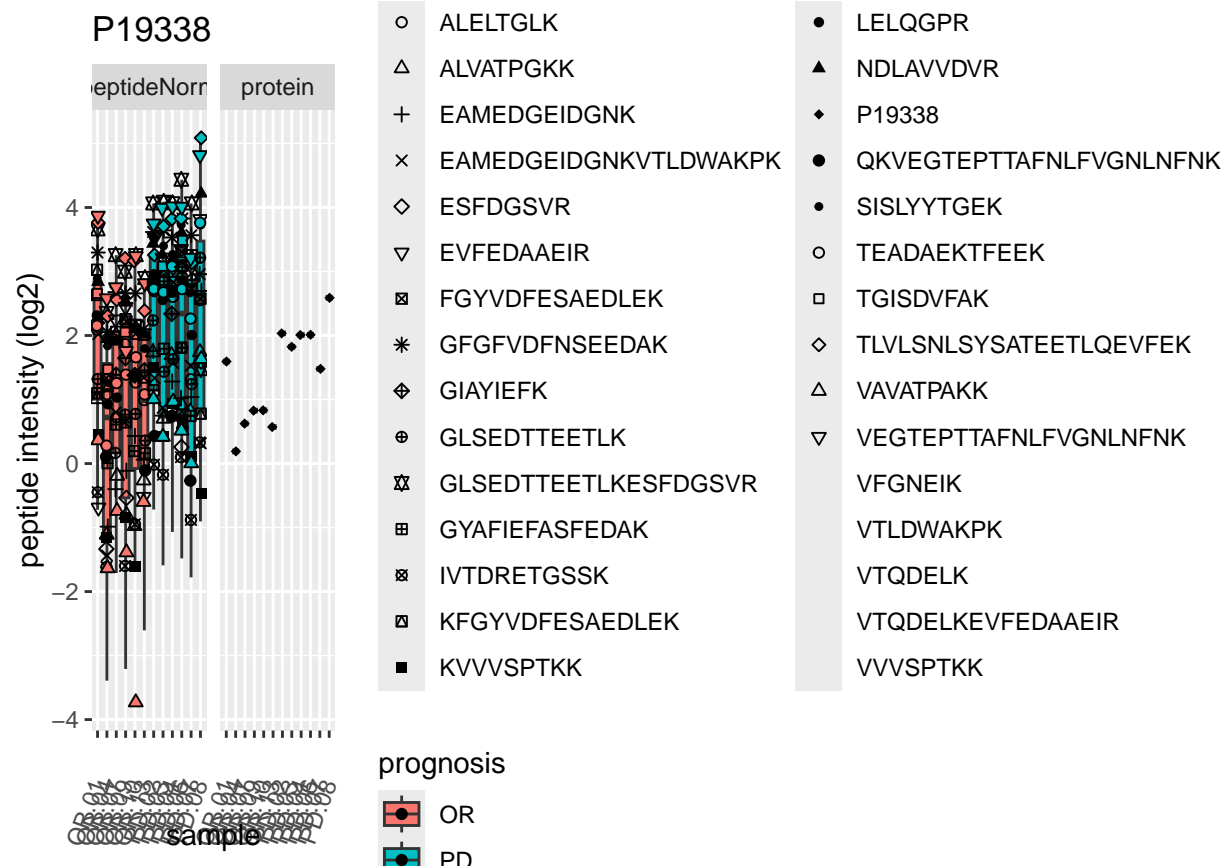 P19338
peptideNorm
protein
peptide intensity (log2)
4
2
0
−2
−4
sample
ALELTGLK
ALVATPGKK
EAMEDGEIDGNK
EAMEDGEIDGNKVTLDWAKPK
ESFDGSVR
EVFEDAAEIR
FGYVDFESAEDLEK
GFGFVDFNSEEDAK
GIAYIEFK
GLSEDTTEETLK
GLSEDTTEETLKESFDGSVR
GYAFIEFASFEDAK
IVTDRETGSSK
KFGYVDFESAEDLEK
KVVVSPTKK
LELQGPR
NDLAVVDVR
P19338
QKVEGTEPTTAFNLFVGNLNFNK
SISLYYTGEK
TEADAEKTFEEK
TGISDVFAK
TLVLSNLSYSATEETLQEVFEK
VAVATPAKK
VEGTEPTTAFNLFVGNLNFNK
VFGNEIK
VTLDWAKPK
VTQDELK
VTQDELKEVFEDAAEIR
VVVSPTKK
prognosis
OR
PD